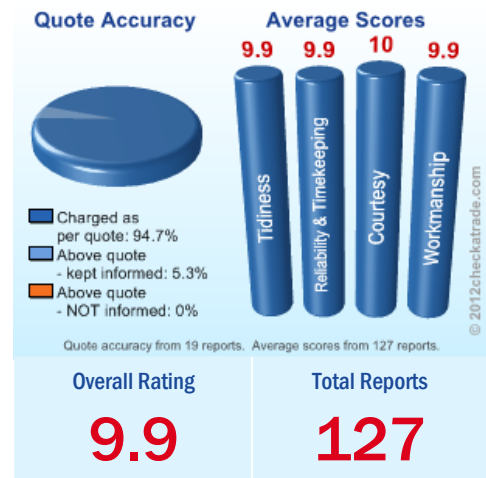 Quote Accuracy
Charged as
per quote: 94.7%
Above quote
- kept informed: 5.3%
Above quote
- NOT informed: 0%
Average Scores
9.9
9.9
10
9.9
Tidiness
Reliability & Timekeeping
Courtesy
Workmanship
© 2012checkatrade.com
Quote accuracy from 19 reports. Average scores from 127 reports.
Overall Rating
9.9
Total Reports
127